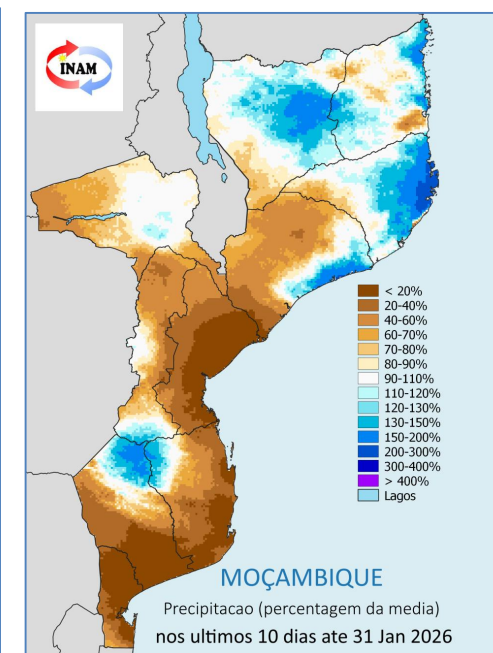 INAM
< 20%
20-40%
40-60%
60-70%
70-80%
80-90%
90-110%
110-120%
120-130%
130-150%
150-200%
200-300%
300-400%
> 400%
Lagos
MOÇAMBIQUE
Precipitacao (percentagem da media)
nos ultimos 10 dias ate 31 Jan 2026